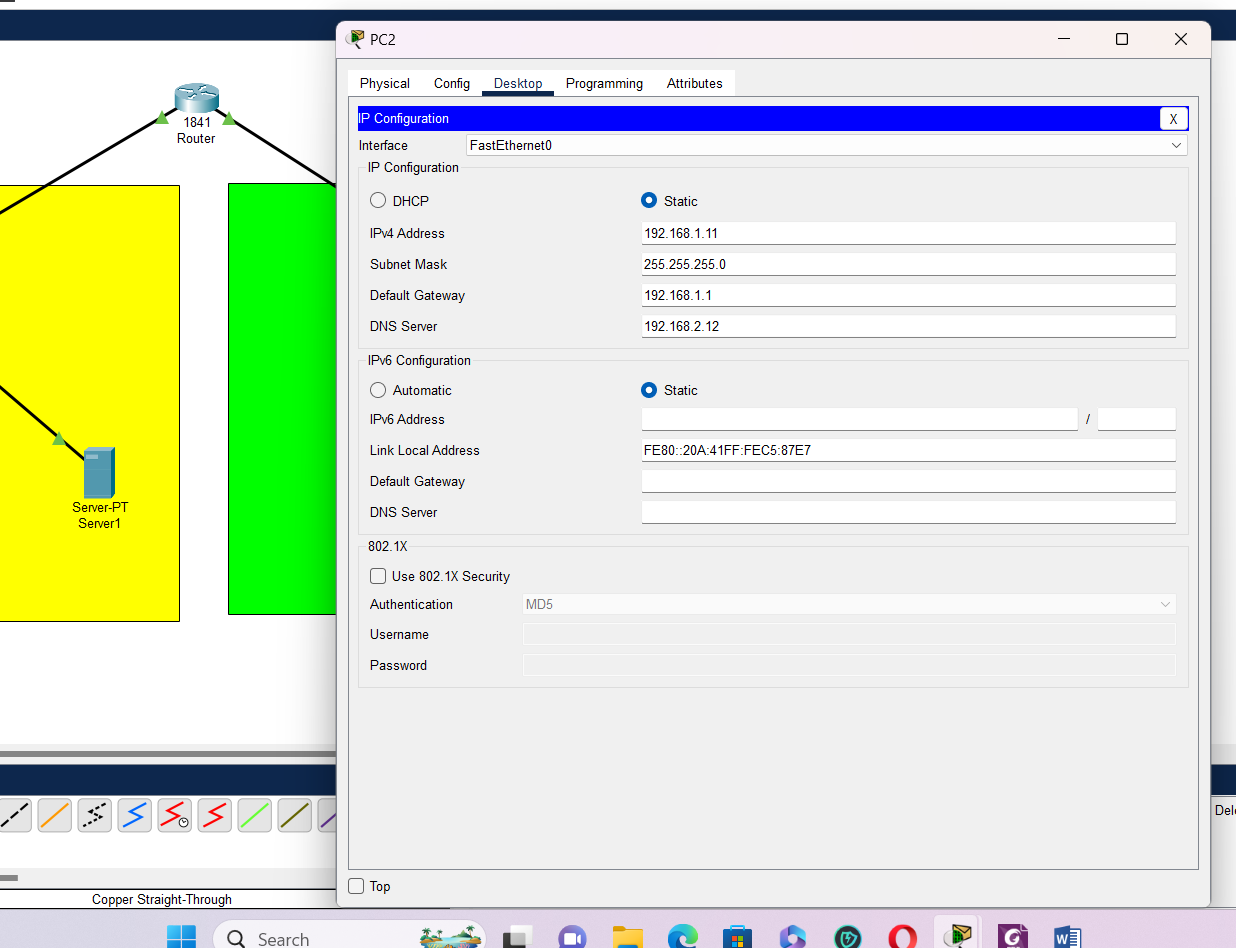 PC2
Physical Config Desktop Programming Attributes
IP Configuration X
Interface FastEthernet0
IP Configuration
DHCP Static
IPv4 Address 192.168.1.11
Subnet Mask 255.255.255.0
Default Gateway 192.168.1.1
DNS Server 192.168.2.12
IPv6 Configuration
Automatic Static
IPv6 Address /
Link Local Address FE80::20A:41FF:FEC5:87E7
Default Gateway
DNS Server
802.1X
Use 802.1X Security
Authentication MD5
Username
Password
Top
1841
Router
Server-PT
Server1
Copper Straight-Through
Search